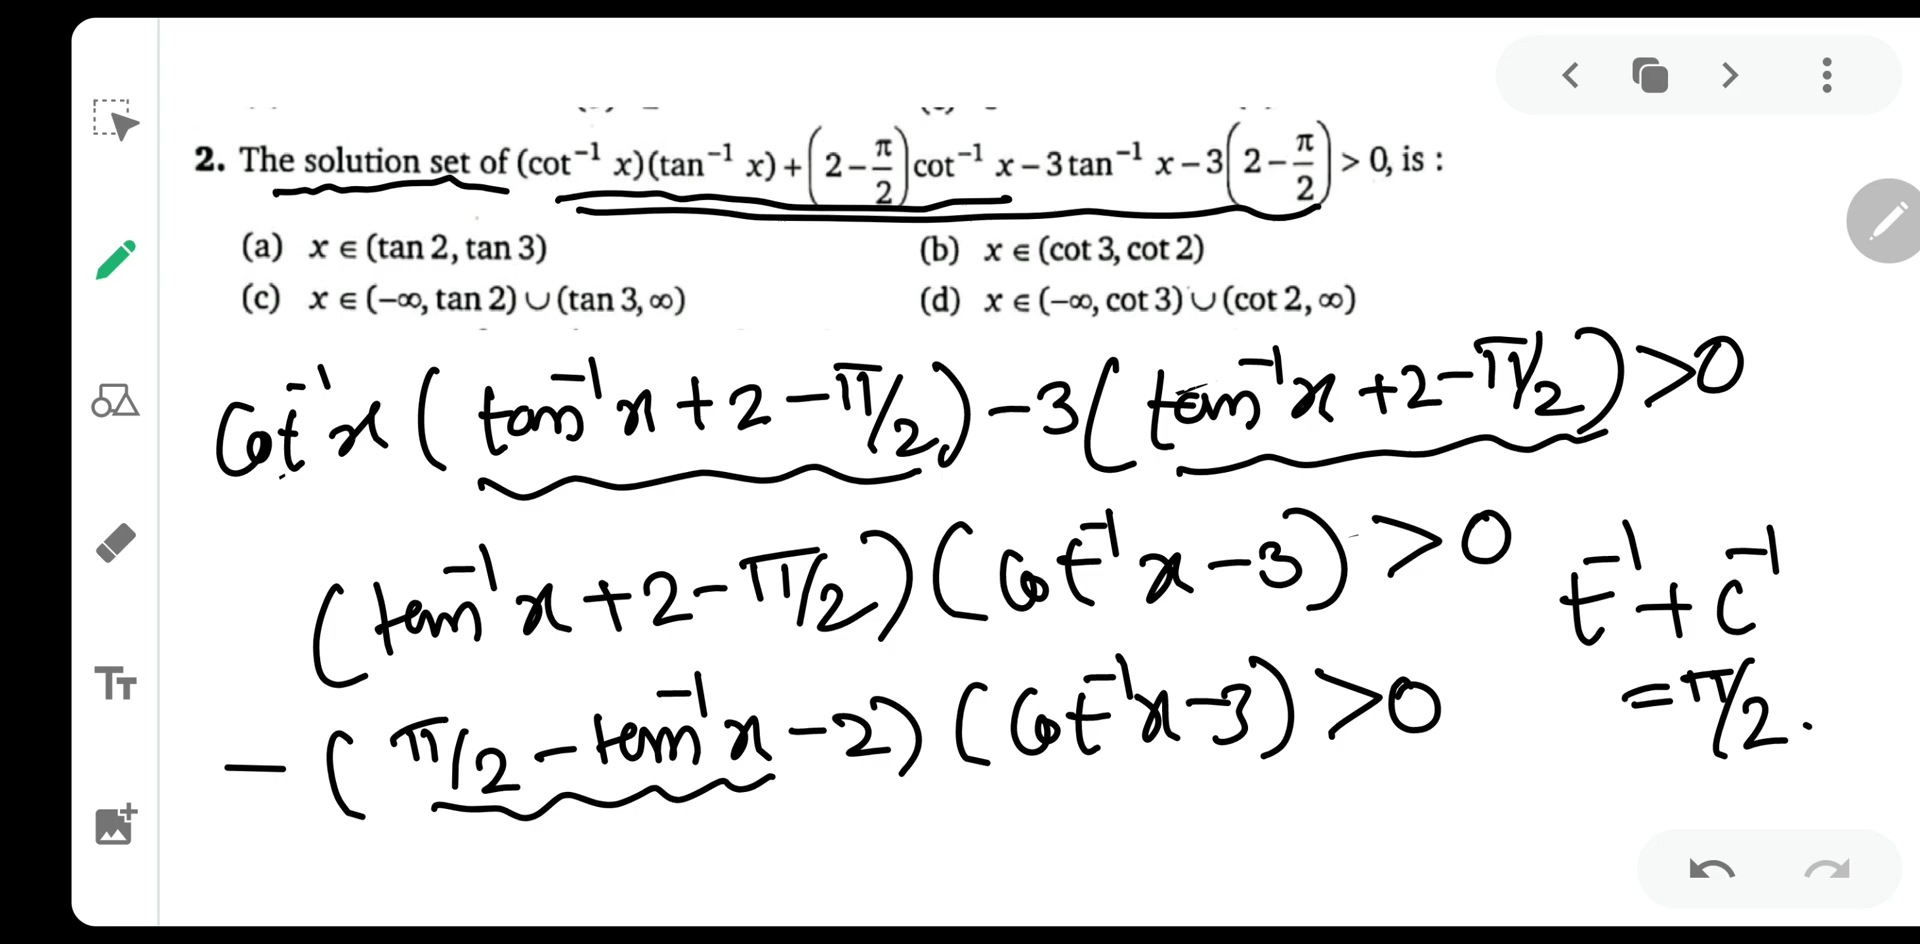 2. The solution set of (cot⁻¹ x)(tan⁻¹ x) + (2 − π/2) cot⁻¹ x − 3 tan⁻¹ x − 3(2 − π/2) > 0, is :
(a) x ∈ (tan 2, tan 3) (b) x ∈ (cot 3, cot 2)
(c) x ∈ (−∞, tan 2) ∪ (tan 3, ∞) (d) x ∈ (−∞, cot 3) ∪ (cot 2, ∞)
Cot⁻¹x (tan⁻¹x + 2 − π/2) − 3(tan⁻¹x + 2 − π/2) > 0
(tan⁻¹x + 2 − π/2) (Cot⁻¹x − 3) > 0
t⁻¹ + c⁻¹
= π/2.
− (π/2 − tan⁻¹x − 2) (Cot⁻¹x − 3) > 0
Tт